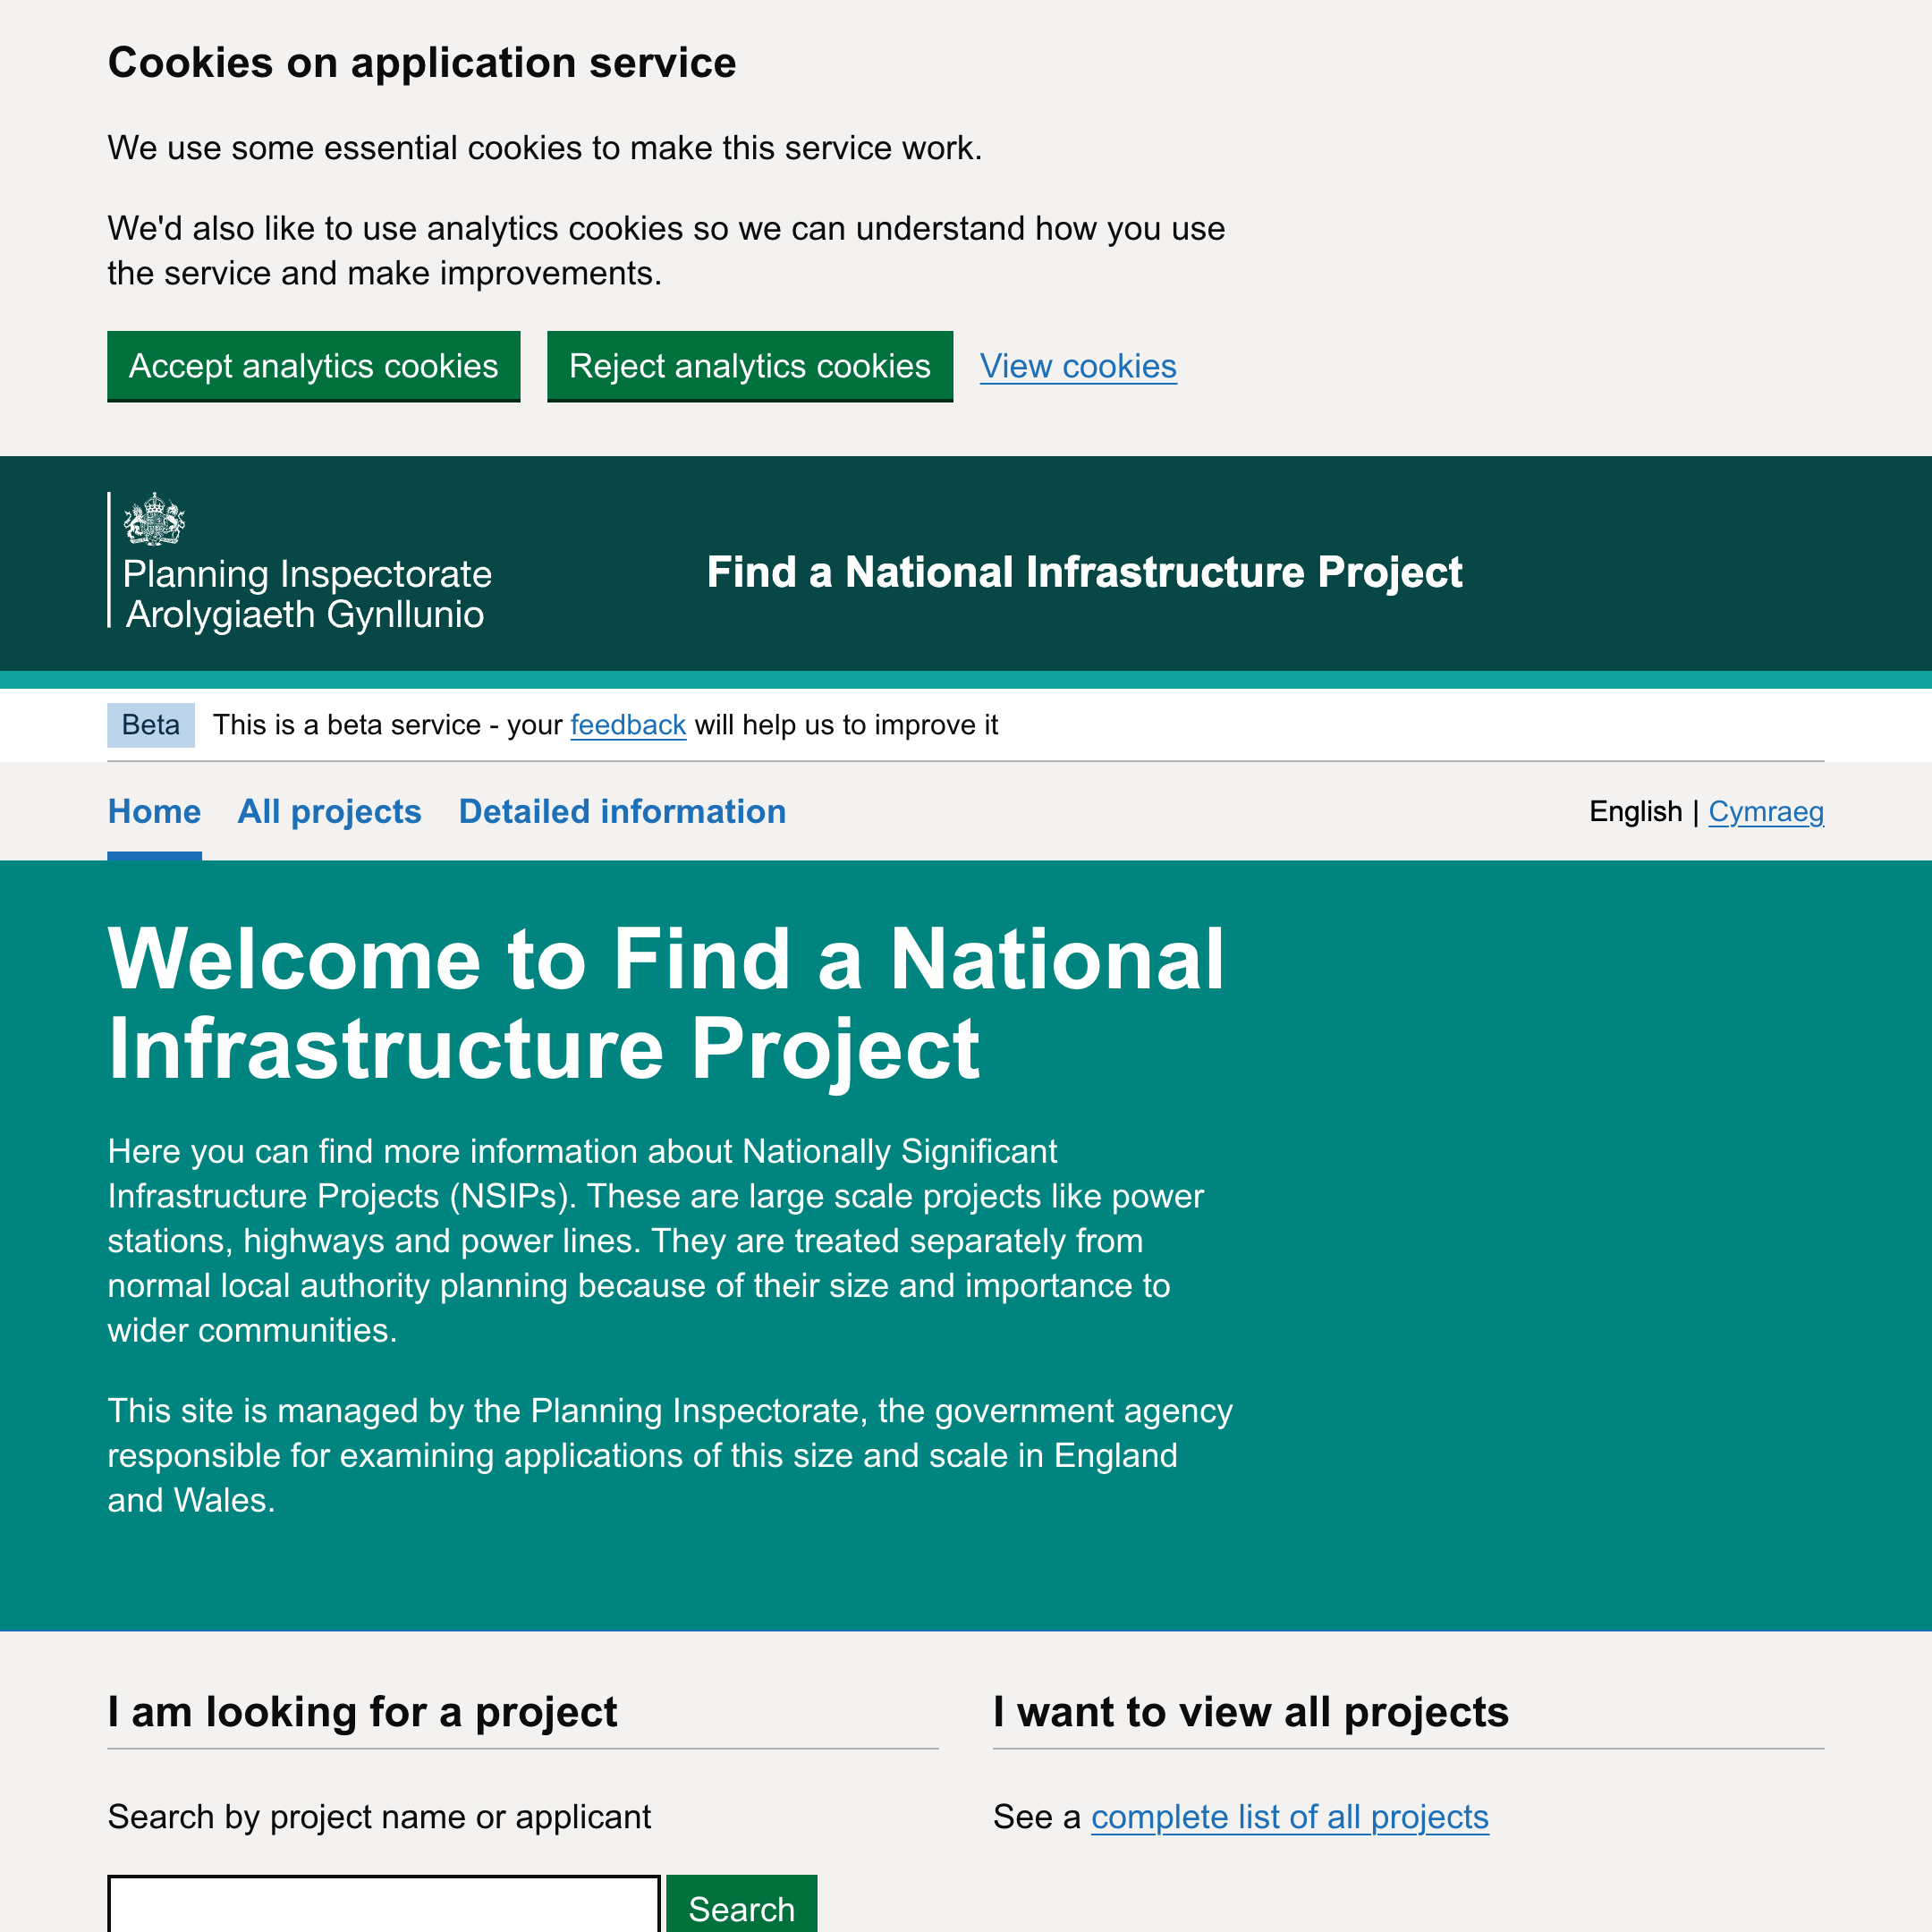 Cookies on application service
We use some essential cookies to make this service work.
We'd also like to use analytics cookies so we can understand how you use
the service and make improvements.
Accept analytics cookies
Reject analytics cookies
View cookies
Planning Inspectorate
Arolygiaeth Gynllunio
Find a National Infrastructure Project
Beta This is a beta service - your feedback will help us to improve it
Home All projects Detailed information English | Cymraeg
Welcome to Find a National
Infrastructure Project
Here you can find more information about Nationally Significant
Infrastructure Projects (NSIPs). These are large scale projects like power
stations, highways and power lines. They are treated separately from
normal local authority planning because of their size and importance to
wider communities.
This site is managed by the Planning Inspectorate, the government agency
responsible for examining applications of this size and scale in England
and Wales.
I am looking for a project
Search by project name or applicant
Search
I want to view all projects
See a complete list of all projects